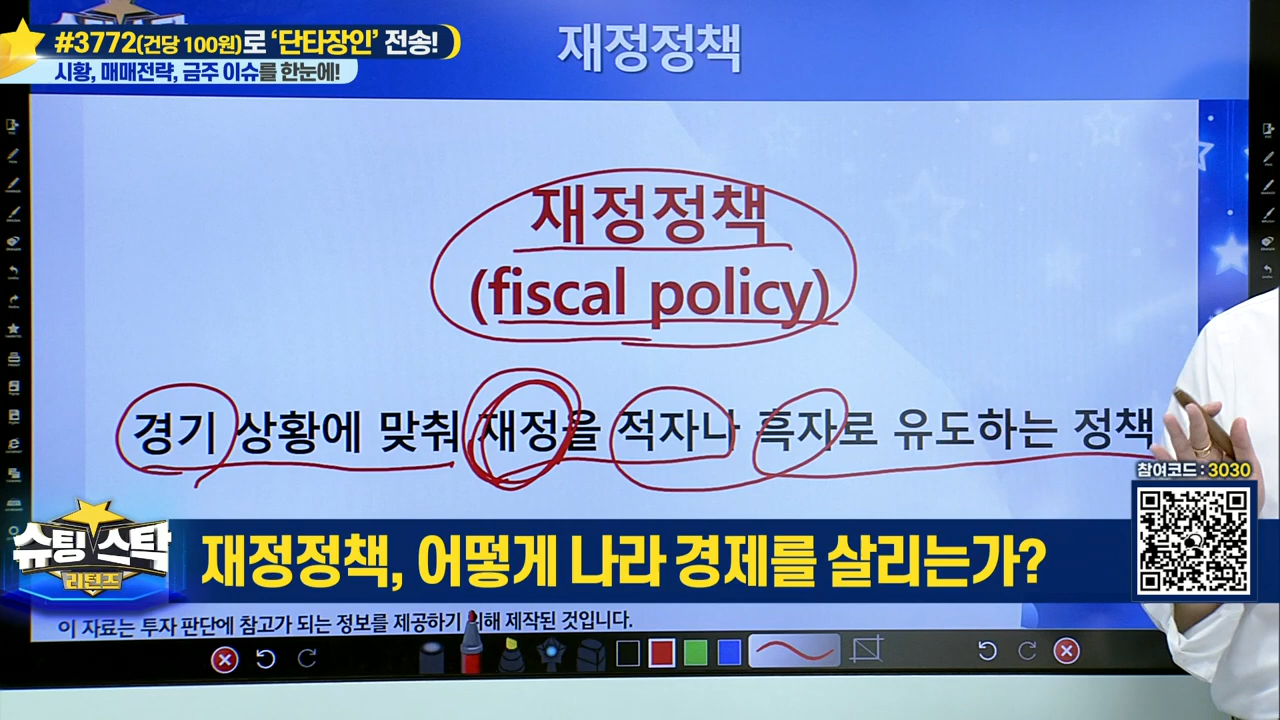 #3772(건당 100원)로 ‘단타장인’ 전송!
시황, 매매전략, 금주 이슈를 한눈에!
재정정책
재정정책
(fiscal policy)
경기 상황에 맞춰 재정을 적자나 흑자로 유도하는 정책
참여코드 : 3030
슈팅 스탁
리턴즈
재정정책, 어떻게 나라 경제를 살리는가?
이 자료는 투자 판단에 참고가 되는 정보를 제공하기 위해 제작된 것입니다.